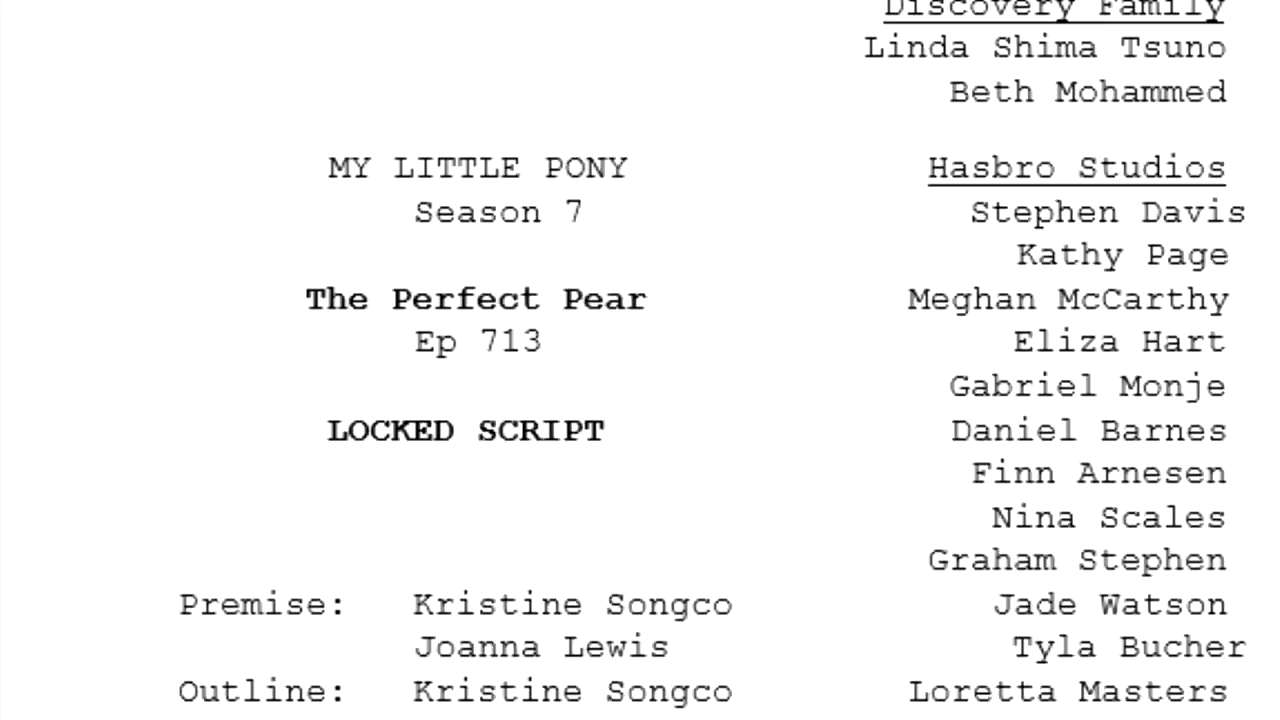 Discovery Family
Linda Shima Tsuno
Beth Mohammed
MY LITTLE PONY
Hasbro Studios
Season 7
Stephen Davis
Kathy Page
The Perfect Pear
Meghan McCarthy
Ep 713
Eliza Hart
Gabriel Monje
LOCKED SCRIPT
Daniel Barnes
Finn Arnesen
Nina Scales
Graham Stephen
Premise: Kristine Songco
Jade Watson
Joanna Lewis
Tyla Bucher
Outline: Kristine Songco
Loretta Masters